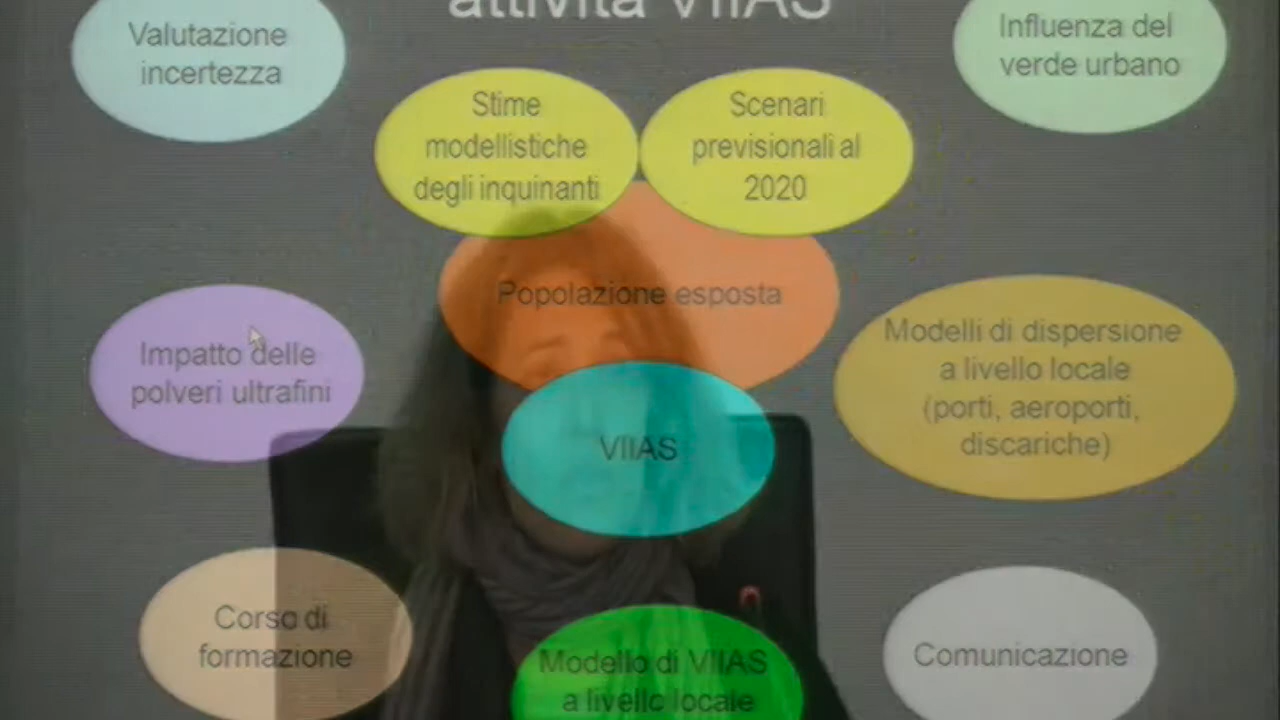 attività VIIAS
Valutazione
incertezza
Influenza del
verde urbano
Stime
modellistiche
degli inquinanti
Scenari
previsionali al
2020
Popolazione esposta
Impatto delle
polveri ultrafini
Modelli di dispersione
a livello locale
(porti, aeroporti,
discariche)
VIIAS
Corso di
formazione
Modello di VIIAS
a livello locale
Comunicazione